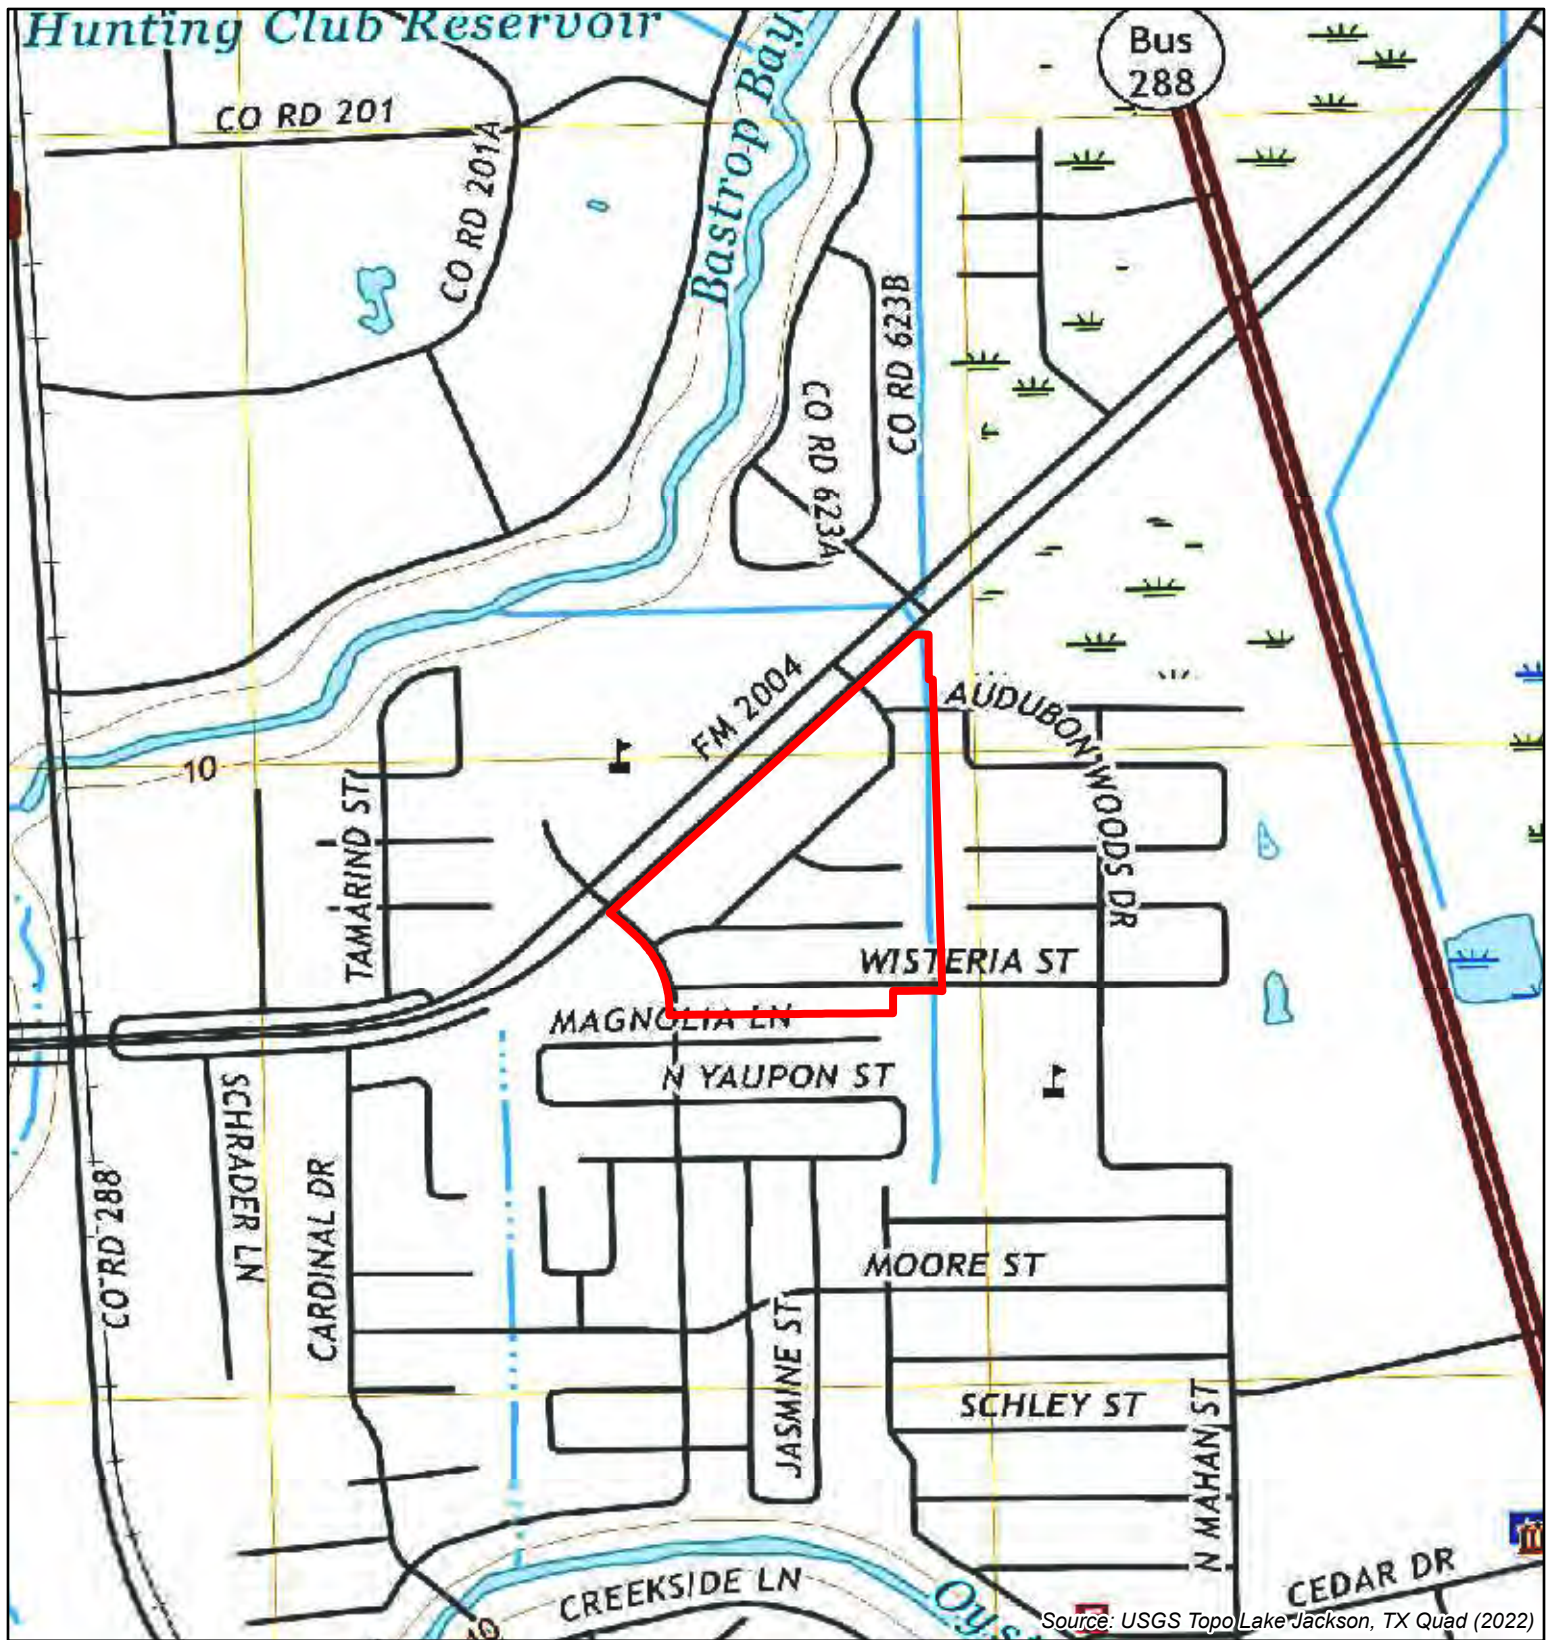 Hunting Club Reservoir
Bus
288
CO RD 201
CO RD 201A
Bastrop Bay
CO RD 623B
CO RD 623A
FM 2004
AUDUBON WOODS DR
10
TAMARIND ST
WISTERIA ST
MAGNOLIA LN
N YAUPON ST
SCHRADER LN
CARDINAL DR
CO RD 288
MOORE ST
JASMINE ST
SCHLEY ST
N MAHAN ST
CREEKSIDE LN
CEDAR DR
10
Oyst
Source: USGS Topo Lake Jackson, TX Quad (2022)